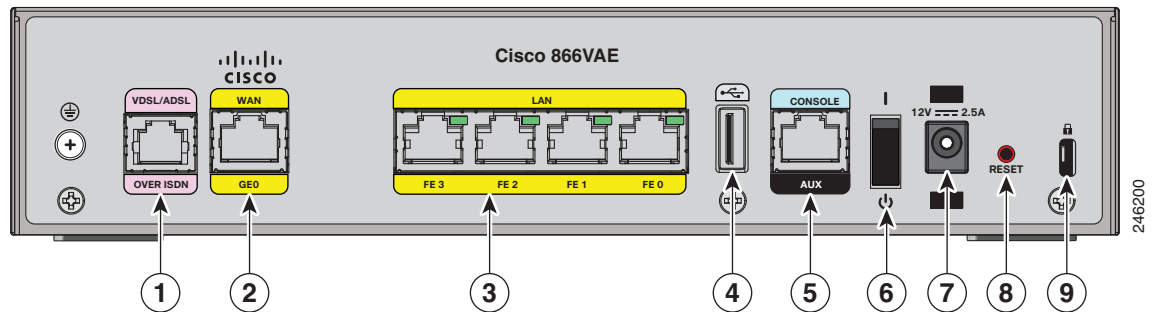 Cisco 866VAE
CISCO
VDSL/ADSL
OVER ISDN
WAN
GE0
LAN
FE 3 FE 2 FE 1 FE 0
CONSOLE
AUX
12V 2.5A
RESET
246200
1 2 3 4 5 6 7 8 9